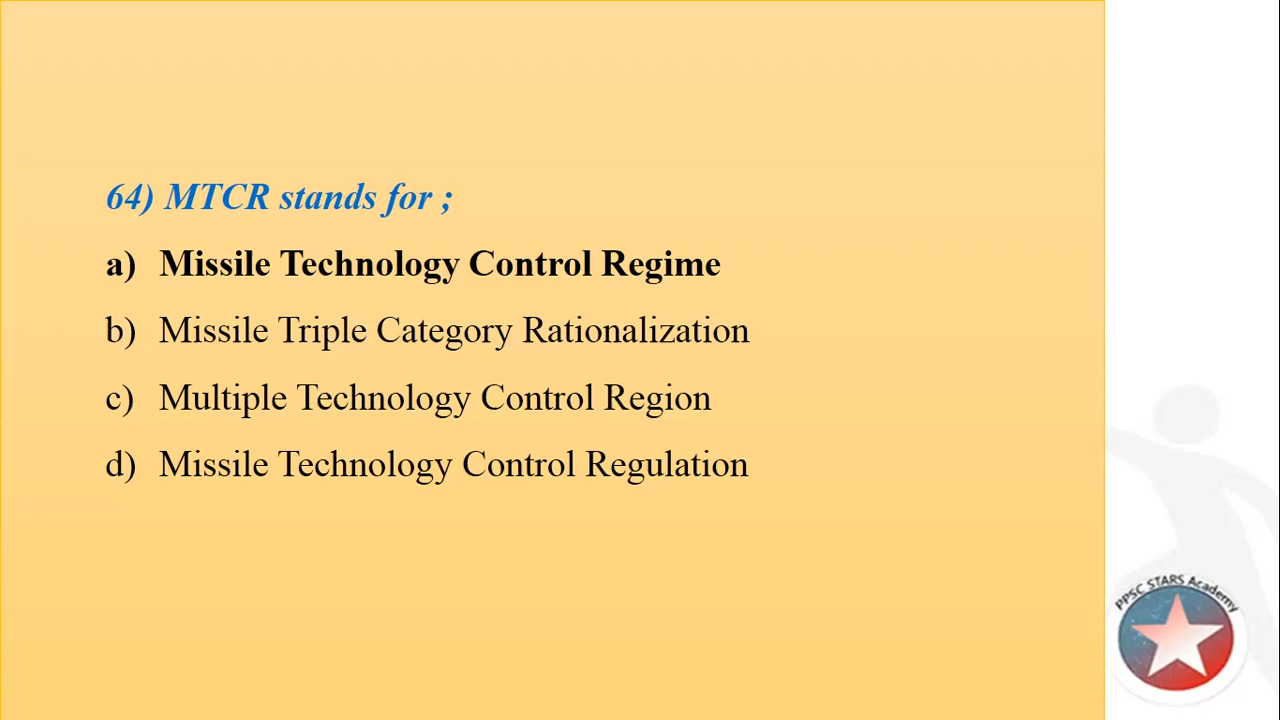 64) MTCR stands for ;
a) Missile Technology Control Regime
b) Missile Triple Category Rationalization
c) Multiple Technology Control Region
d) Missile Technology Control Regulation
PPSC STARS Academy